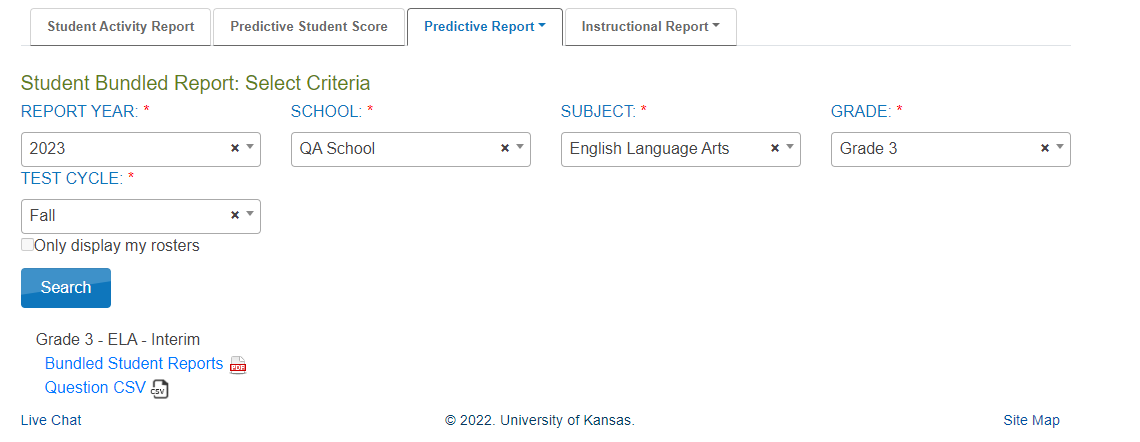 Student Activity Report Predictive Student Score Predictive Report Instructional Report
Student Bundled Report: Select Criteria
REPORT YEAR: * SCHOOL: * SUBJECT: * GRADE: *
2023 × QA School × English Language Arts × Grade 3 ×
TEST CYCLE: *
Fall ×
Only display my rosters
Search
Grade 3 - ELA - Interim
Bundled Student Reports PDF
Question CSV CSV
Live Chat © 2022. University of Kansas. Site Map